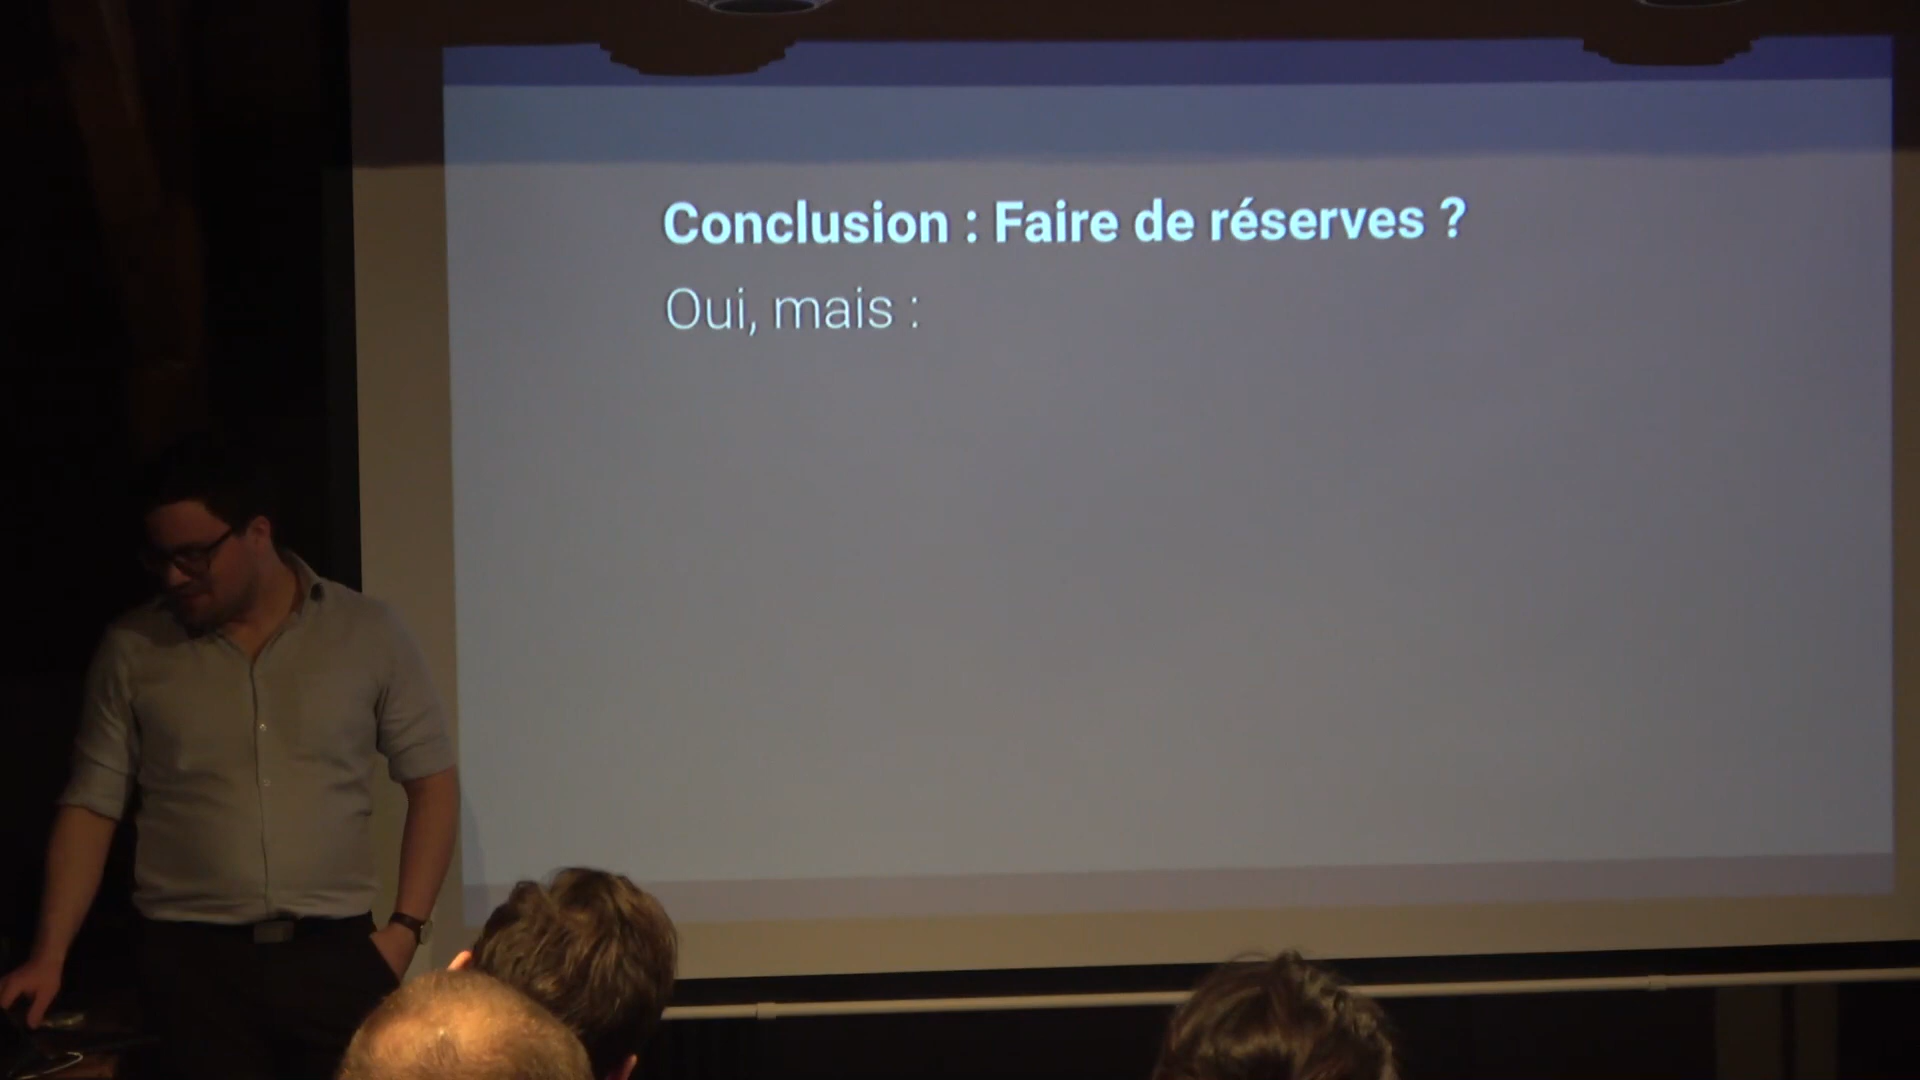 Conclusion : Faire de réserves ?
Oui, mais :